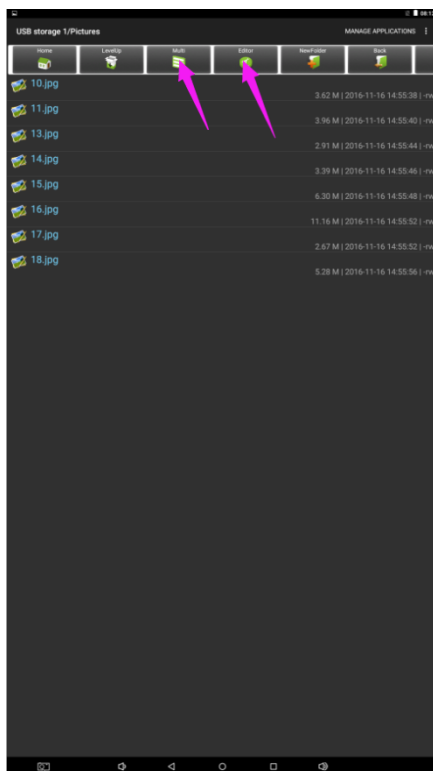 08:12
USB storage 1/Pictures
MANAGE APPLICATIONS
Home LevelUp Multi Editor NewFolder Back
10.jpg
3.62 M | 2016-11-16 14:55:38 | -rw
11.jpg
3.96 M | 2016-11-16 14:55:40 | -rw
13.jpg
2.91 M | 2016-11-16 14:55:44 | -rw
14.jpg
3.39 M | 2016-11-16 14:55:46 | -rw
15.jpg
6.30 M | 2016-11-16 14:55:48 | -rw
16.jpg
11.16 M | 2016-11-16 14:55:52 | -rw
17.jpg
2.67 M | 2016-11-16 14:55:52 | -rw
18.jpg
5.28 M | 2016-11-16 14:55:56 | -rw